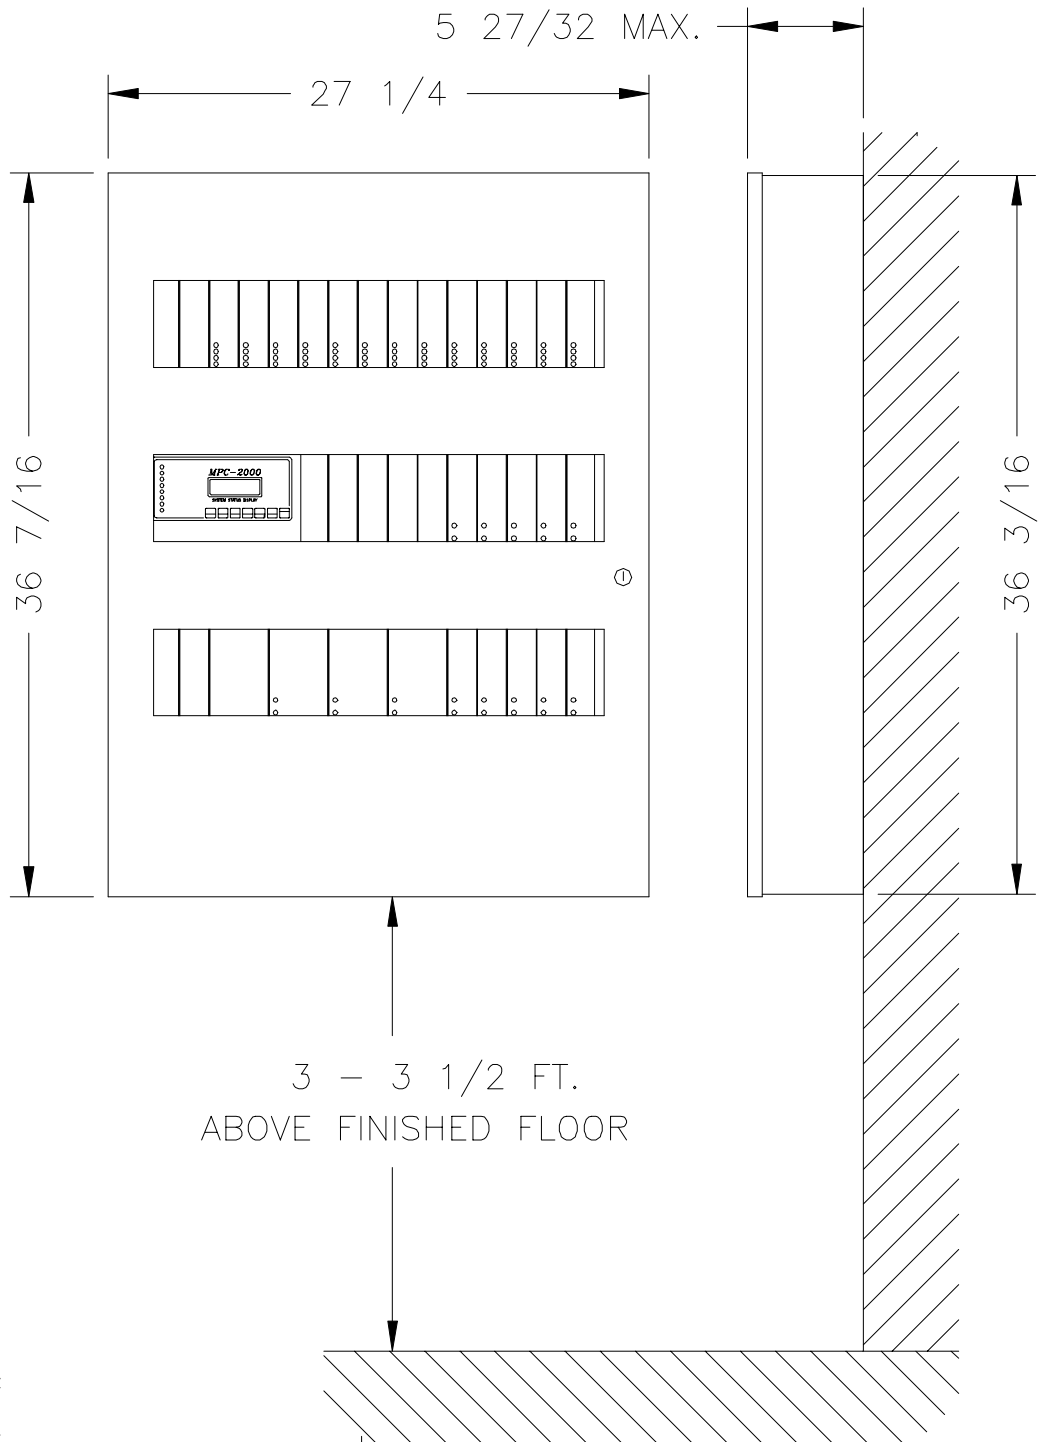 5 27/32 MAX.
27 1/4
36 7/16
36 3/16
MPC-2000
SYSTEM STATUS DISPLAY
3 - 3 1/2 FT.
ABOVE FINISHED FLOOR